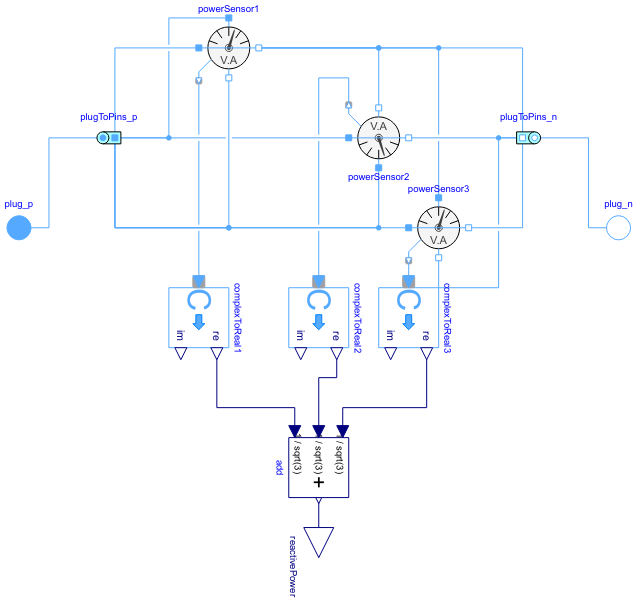 powerSensor1
V.A
plugToPins_p
plugToPins_n
V.A
powerSensor2
powerSensor3
plug_p
plug_n
V.A
complexToReal1
complexToReal2
complexToReal3
C
C
C
im
re
im
re
im
re
/ sqrt(3)
/ sqrt(3)
/ sqrt(3)
+
add
reactivePower